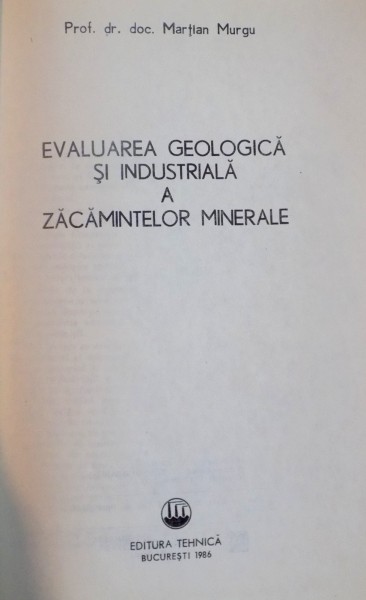 Prof. dr. doc. Marțian Murgu
EVALUAREA GEOLOGICĂ
ȘI INDUSTRIALĂ
A
ZĂCĂMINTELOR MINERALE
EDITURA TEHNICĂ
BUCUREȘTI 1986